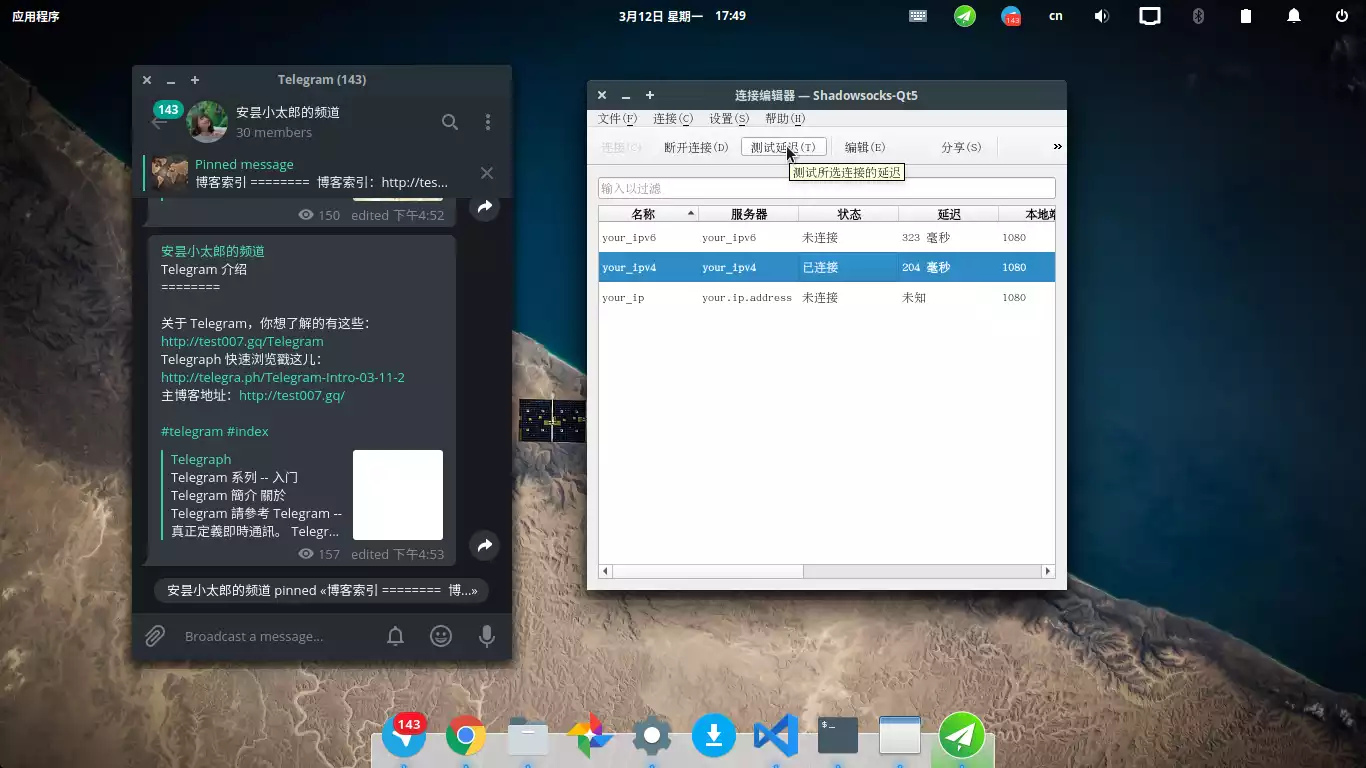 应用程序
3月12日 星期一 17:49
143
cn
Telegram (143)
143
安昙小太郎的频道
30 members
Pinned message
博客索引 ======== 博客索引：http://tes...
150 edited 下午4:52
安昙小太郎的频道
Telegram 介绍
========
关于 Telegram，你想了解的有这些：
http://test007.gq/Telegram
Telegraph 快速浏览戳这儿：
http://telegra.ph/Telegram-Intro-03-11-2
主博客地址：http://test007.gq/
#telegram #index
Telegraph
Telegram 系列 -- 入门
Telegram 簡介 關於
Telegram 請參考 Telegram --
真正定義即時通訊。 Telegr...
157 edited 下午4:53
安昙小太郎的频道 pinned «博客索引 ======== 博...»
Broadcast a message...
连接编辑器 — Shadowsocks-Qt5
文件(F) 连接(C) 设置(S) 帮助(H)
连接(C) 断开连接(D) 测试延迟(T) 编辑(E) 分享(S) »
测试所选连接的延迟
输入以过滤
名称 服务器 状态 延迟 本地端
your_ipv6 your_ipv6 未连接 323 毫秒 1080
your_ipv4 your_ipv4 已连接 204 毫秒 1080
your_ip your.ip.address 未连接 未知 1080
143
$_